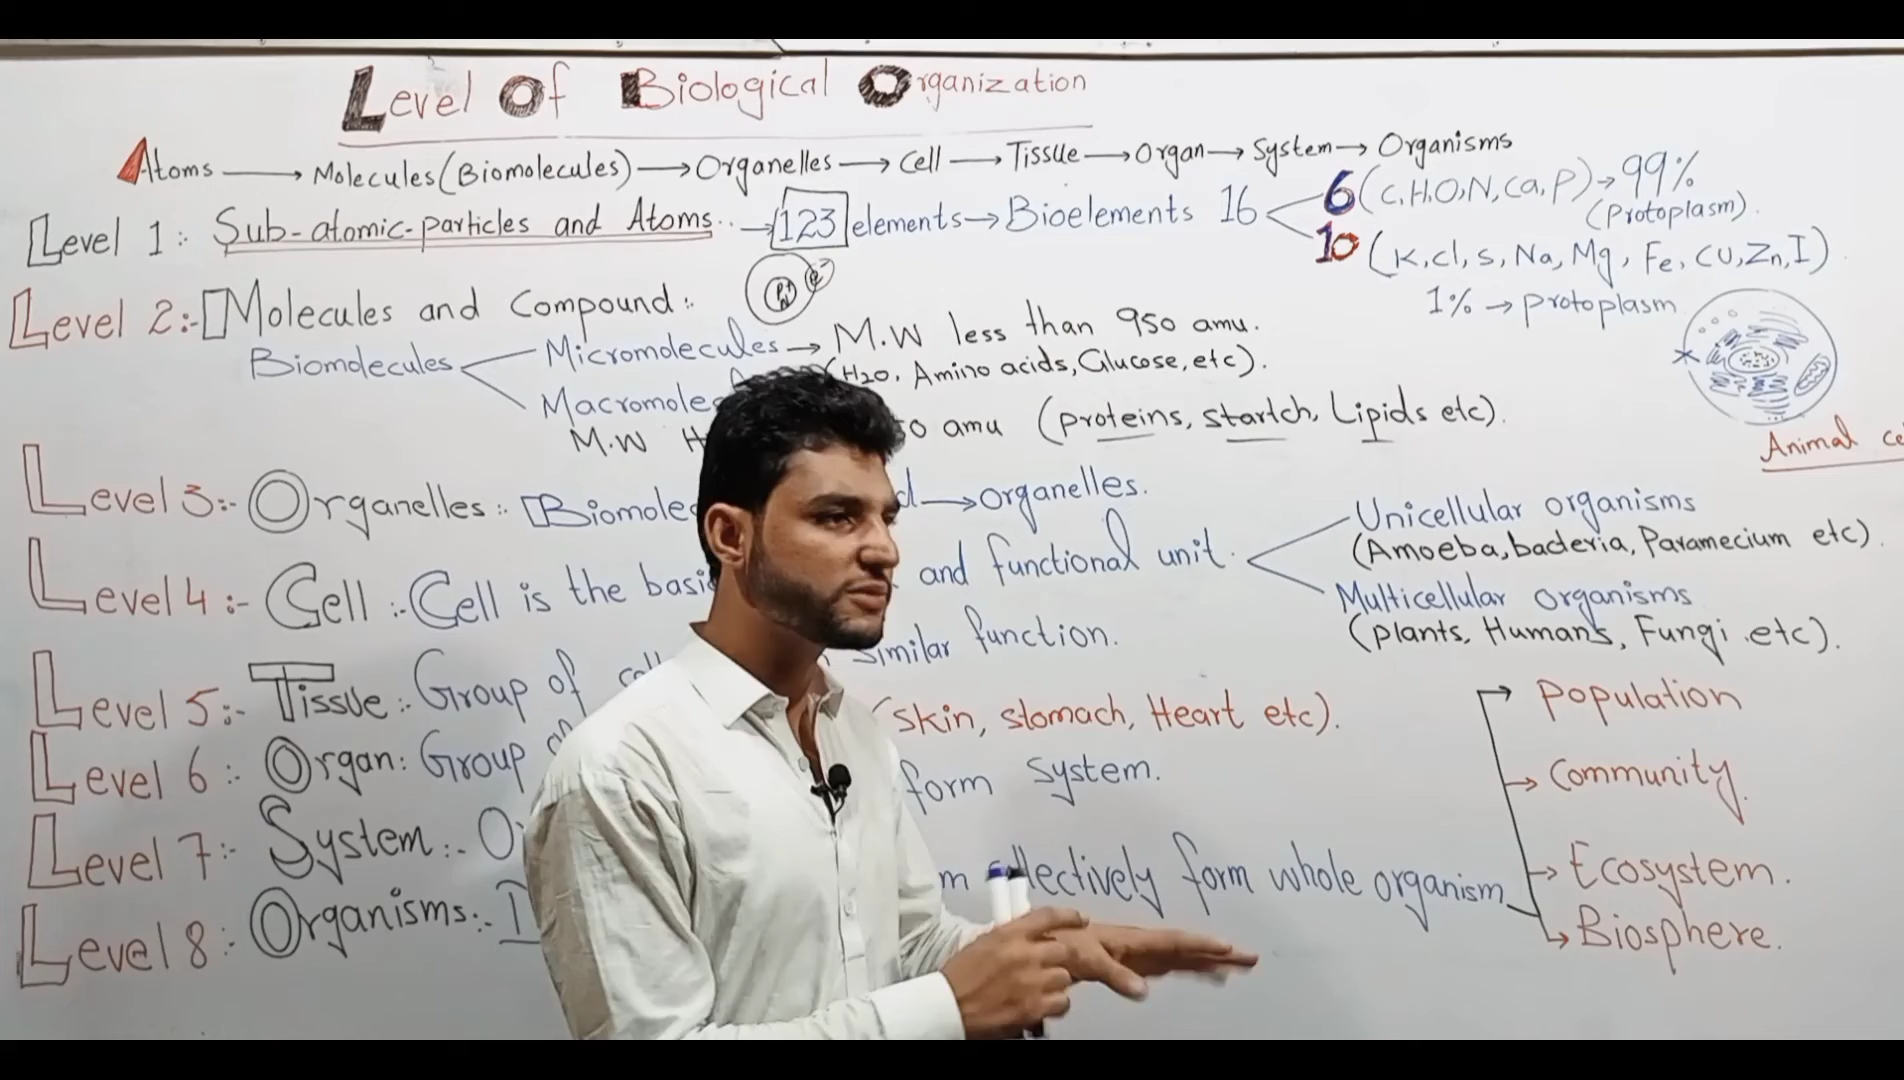 Level Of Biological Organization
Atoms → Molecules (Biomolecules) → Organelles → Cell → Tissue → Organ → System → Organisms
Level 1:- Sub-atomic-particles and Atoms.. → 123 elements → Bioelements 16
6 (C,H,O,N,Ca,P) → 99%
(Protoplasm).
10 (K,Cl,S,Na,Mg,Fe,Cu,Zn,I)
1% → protoplasm
Level 2:- Molecules and Compound:-
Biomolecules
Micromolecules → M.W less than 950 amu.
(H2O, Amino acids, Glucose, etc).
M.W
amu (proteins, startch, Lipids etc).
Animal
Level 3:- Organelles:- → organelles.
Level 4:- Cell:- Cell is the and functional unit.
Unicellular organisms
(Amoeba, bacteria, Paramecium etc).
Multicellular organisms
(plants, Humans, Fungi etc).
Level 5:- Tissue:- Group of similar function.
Level 6:- Organ: Group (skin, stomach, Heart etc).
Level 7:- System:- form system.
Level 8:- Organisms:- form whole organism
Population
Community.
Ecosystem.
Biosphere.